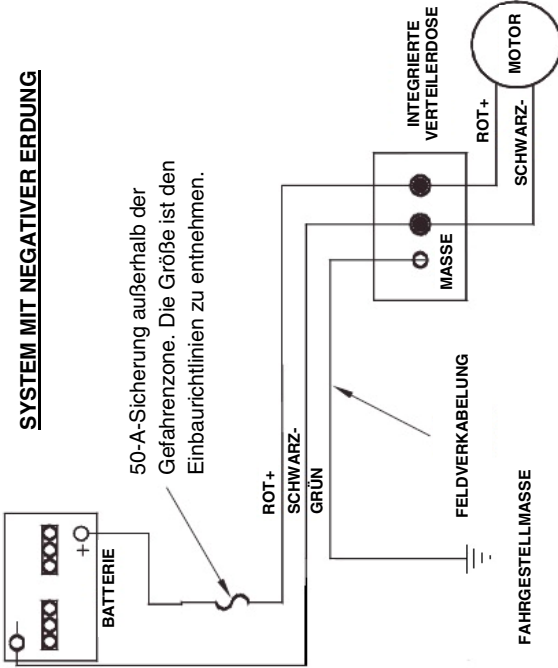 SYSTEM MIT NEGATIVER ERDUNG
50-A-Sicherung außerhalb der
Gefahrenzone. Die Größe ist den
Einbaurichtlinien zu entnehmen.
- +
BATTERIE
ROT+
SCHWARZ-
GRÜN
INTEGRIERTE
VERTEILERDOSE
MASSE
ROT+
SCHWARZ-
MOTOR
FELDVERKABELUNG
FAHRGESTELLMASSE